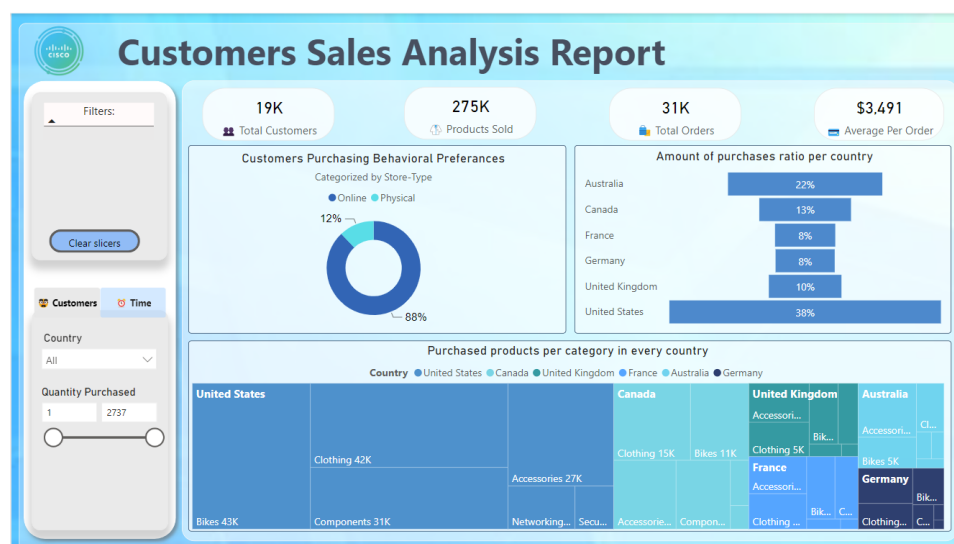 CISCO
Customers Sales Analysis Report
Filters:
Clear slicers
Customers
Time
Country
All
Quantity Purchased
1
2737
19K
Total Customers
275K
Products Sold
31K
Total Orders
$3,491
Average Per Order
Customers Purchasing Behavioral Preferances
Categorized by Store-Type
Online Physical
12%
88%
Amount of purchases ratio per country
Australia 22%
Canada 13%
France 8%
Germany 8%
United Kingdom 10%
United States 38%
Purchased products per category in every country
Country United States Canada United Kingdom France Australia Germany
United States
Bikes 43K
Clothing 42K
Components 31K
Accessories 27K
Networking...
Secu...
Canada
Clothing 15K
Bikes 11K
Accessorie...
Compon...
United Kingdom
Accessori...
Clothing 5K
Bik...
France
Accessori...
Clothing ...
Bik...
C...
Australia
Accessori...
Bikes 5K
Cl...
Germany
Clothing...
Bik...
C...